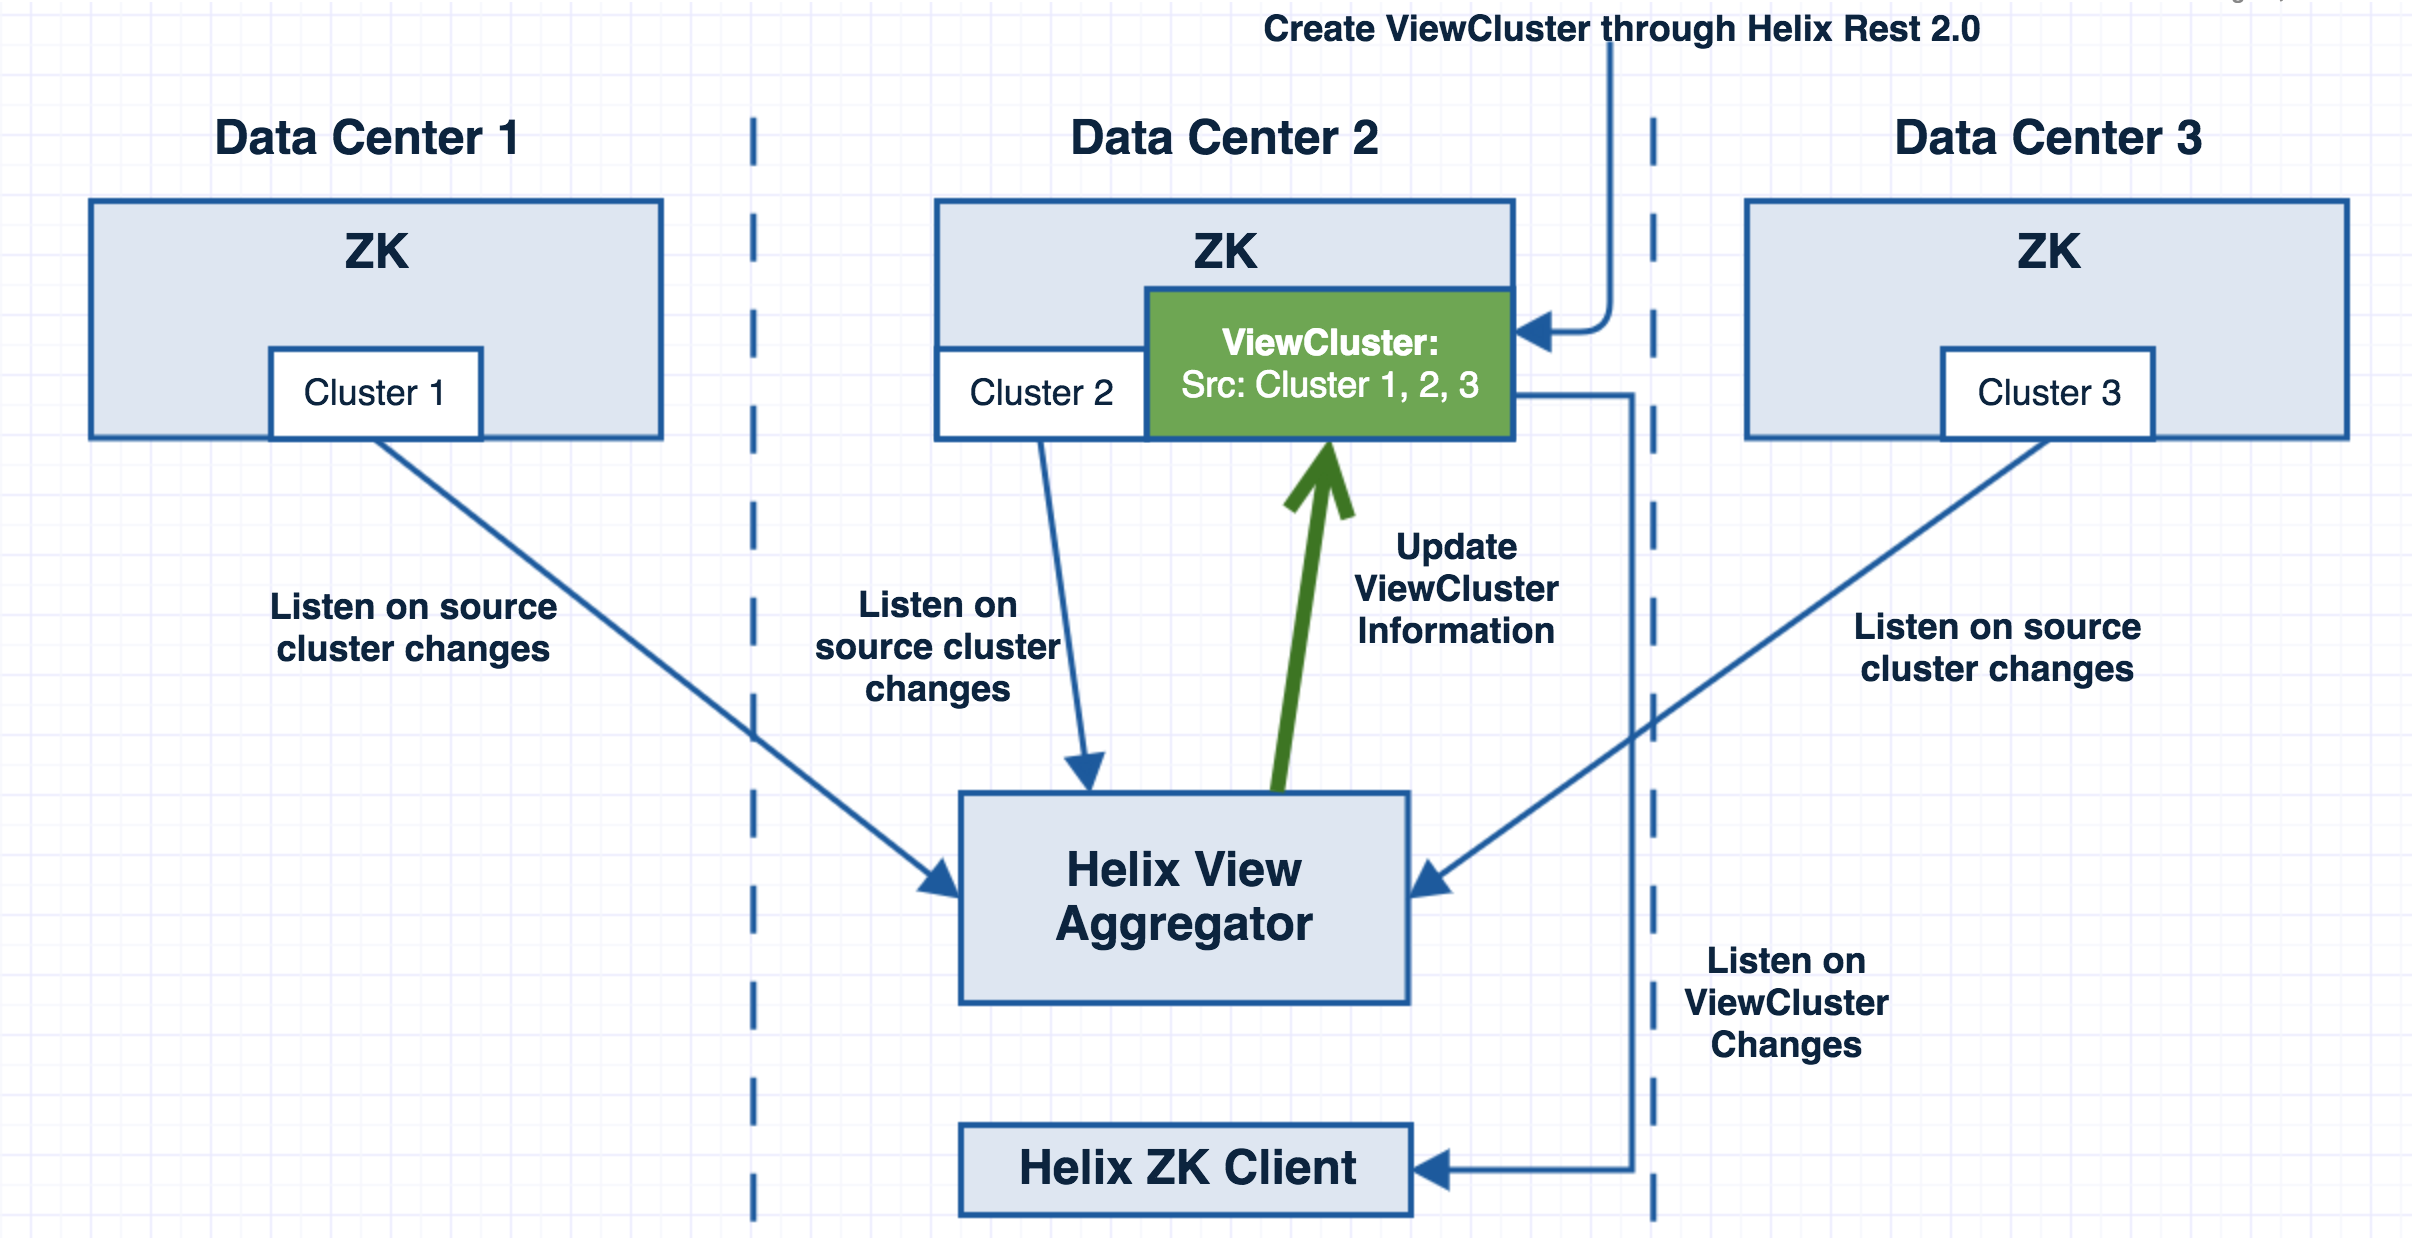 Create ViewCluster through Helix Rest 2.0
Data Center 1
Data Center 2
Data Center 3
ZK
ZK
ZK
Cluster 1
Cluster 2
ViewCluster:
Src: Cluster 1, 2, 3
Cluster 3
Listen on source
cluster changes
Listen on
source cluster
changes
Update
ViewCluster
Information
Listen on source
cluster changes
Helix View
Aggregator
Listen on
ViewCluster
Changes
Helix ZK Client